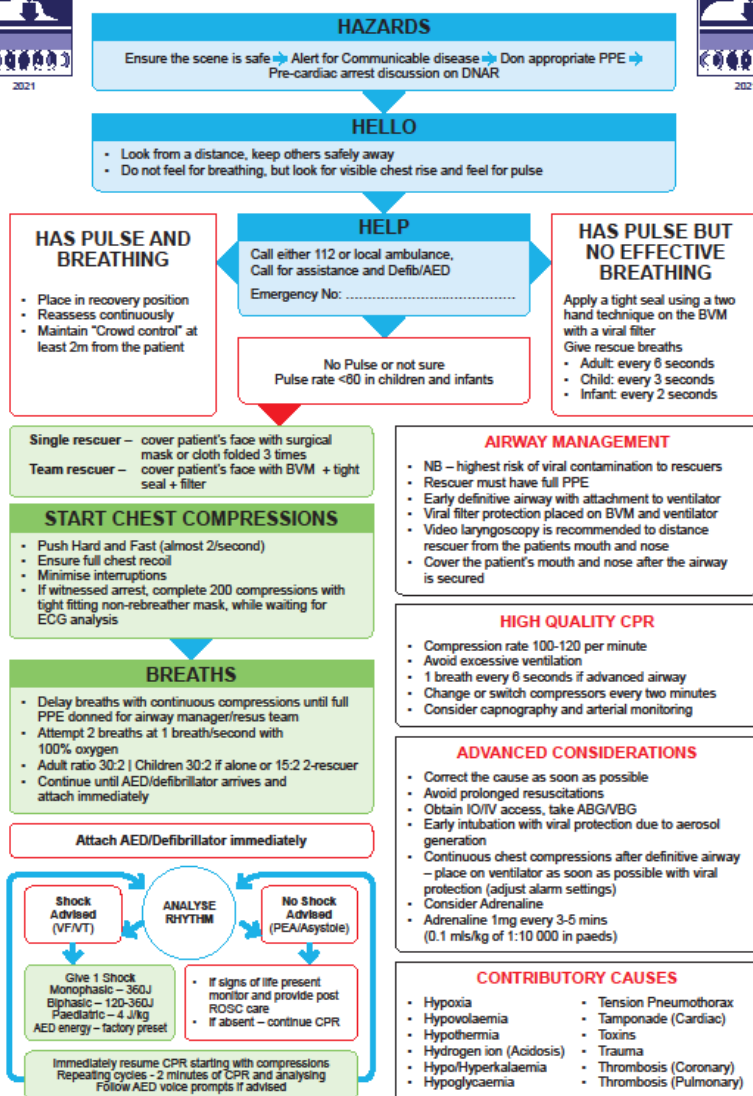 2021
2021
HAZARDS
Ensure the scene is safe Alert for Communicable disease Don appropriate PPE
Pre-cardiac arrest discussion on DNAR
HELLO
• Look from a distance, keep others safely away
• Do not feel for breathing, but look for visible chest rise and feel for pulse
HAS PULSE AND
BREATHING
• Place in recovery position
• Reassess continuously
• Maintain "Crowd control" at
least 2m from the patient
HELP
Call either 112 or local ambulance,
Call for assistance and Defib/AED
Emergency No: ........................................
HAS PULSE BUT
NO EFFECTIVE
BREATHING
Apply a tight seal using a two
hand technique on the BVM
with a viral filter
Give rescue breaths
• Adult: every 6 seconds
• Child: every 3 seconds
• Infant: every 2 seconds
No Pulse or not sure
Pulse rate <60 in children and infants
Single rescuer – cover patient's face with surgical
mask or cloth folded 3 times
Team rescuer – cover patient's face with BVM + tight
seal + filter
START CHEST COMPRESSIONS
• Push Hard and Fast (almost 2/second)
• Ensure full chest recoil
• Minimise interruptions
• If witnessed arrest, complete 200 compressions with
tight fitting non-rebreather mask, while waiting for
ECG analysis
BREATHS
• Delay breaths with continuous compressions until full
PPE donned for airway manager/resus team
• Attempt 2 breaths at 1 breath/second with
100% oxygen
• Adult ratio 30:2 | Children 30:2 if alone or 15:2 2-rescuer
• Continue until AED/defibrillator arrives and
attach immediately
Attach AED/Defibrillator immediately
Shock
Advised
(VF/VT)
ANALYSE
RHYTHM
No Shock
Advised
(PEA/Asystole)
Give 1 Shock
Monophasic – 360J
Biphasic – 120-360J
Paediatric – 4 J/kg
AED energy – factory preset
• If signs of life present
monitor and provide post
ROSC care
• If absent – continue CPR
Immediately resume CPR starting with compressions
Repeating cycles - 2 minutes of CPR and analysing
Follow AED voice prompts if advised
AIRWAY MANAGEMENT
• NB – highest risk of viral contamination to rescuers
• Rescuer must have full PPE
• Early definitive airway with attachment to ventilator
• Viral filter protection placed on BVM and ventilator
• Video laryngoscopy is recommended to distance
rescuer from the patients mouth and nose
• Cover the patient's mouth and nose after the airway
is secured
HIGH QUALITY CPR
• Compression rate 100-120 per minute
• Avoid excessive ventilation
• 1 breath every 6 seconds if advanced airway
• Change or switch compressors every two minutes
• Consider capnography and arterial monitoring
ADVANCED CONSIDERATIONS
• Correct the cause as soon as possible
• Avoid prolonged resuscitations
• Obtain IO/IV access, take ABG/VBG
• Early intubation with viral protection due to aerosol
generation
• Continuous chest compressions after definitive airway
– place on ventilator as soon as possible with viral
protection (adjust alarm settings)
• Consider Adrenaline
• Adrenaline 1mg every 3-5 mins
(0.1 mls/kg of 1:10 000 in paeds)
CONTRIBUTORY CAUSES
• Hypoxia
• Hypovolaemia
• Hypothermia
• Hydrogen ion (Acidosis)
• Hypo/Hyperkalaemia
• Hypoglycaemia
• Tension Pneumothorax
• Tamponade (Cardiac)
• Toxins
• Trauma
• Thrombosis (Coronary)
• Thrombosis (Pulmonary)